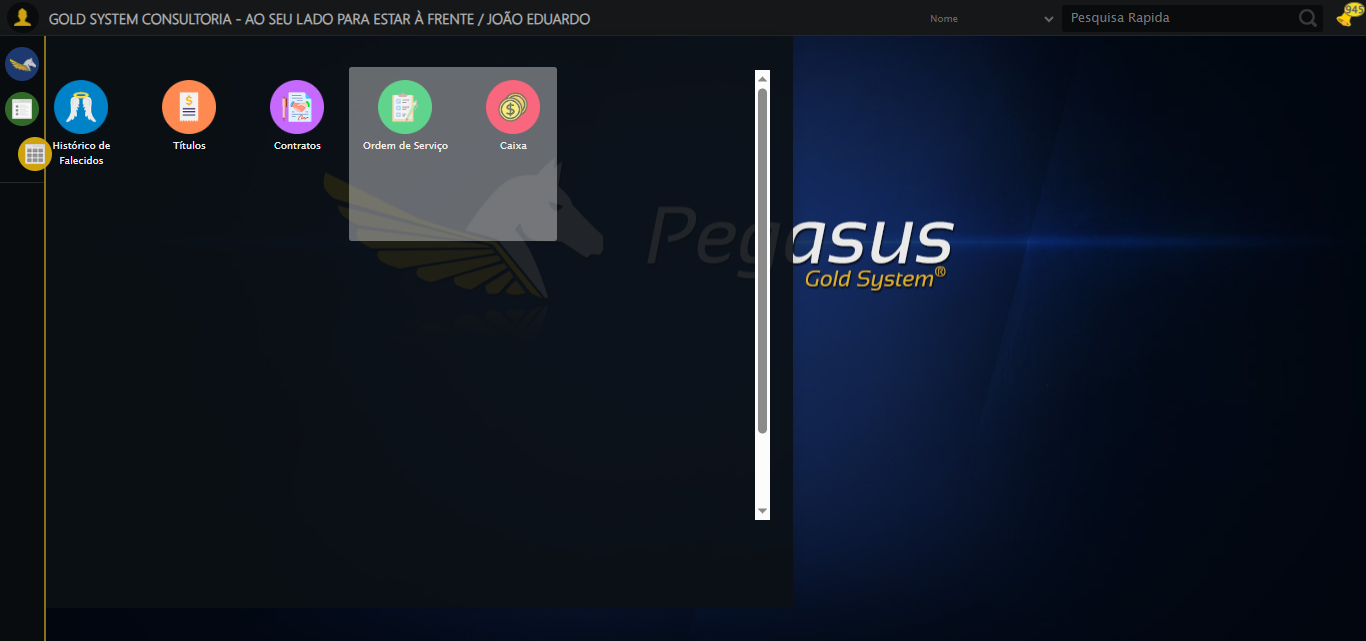 GOLD SYSTEM CONSULTORIA - AO SEU LADO PARA ESTAR À FRENTE / JOÃO EDUARDO
Nome
Pesquisa Rapida
945
Histórico de
Falecidos
Títulos
Contratos
Ordem de Serviço
Caixa
Pegasus
Gold System®